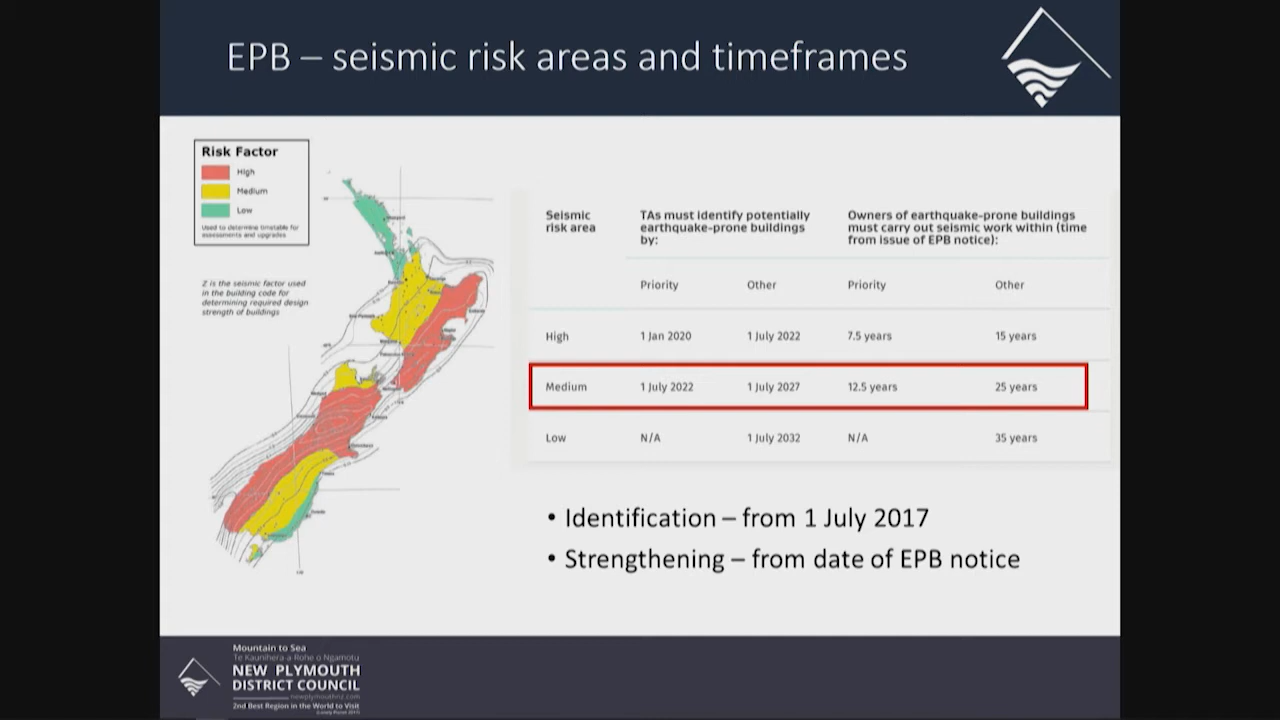 EPB – seismic risk areas and timeframes
Risk Factor
High
Medium
Low
Used to determine timetable for
assessments and upgrades
Z is the seismic factor used
in the building code for
determining required design
strength of buildings
Seismic
risk area
TAs must identify potentially
earthquake-prone buildings
by:
Owners of earthquake-prone buildings
must carry out seismic work within (time
from issue of EPB notice):
Priority Other Priority Other
High 1 Jan 2020 1 July 2022 7.5 years 15 years
Medium 1 July 2022 1 July 2027 12.5 years 25 years
Low N/A 1 July 2032 N/A 35 years
• Identification – from 1 July 2017
• Strengthening – from date of EPB notice
Mountain to Sea
Te Kaunihera a Rohe o Ngamotu
NEW PLYMOUTH
DISTRICT COUNCIL
newplymouthnz.com
2nd Best Region in the World to Visit